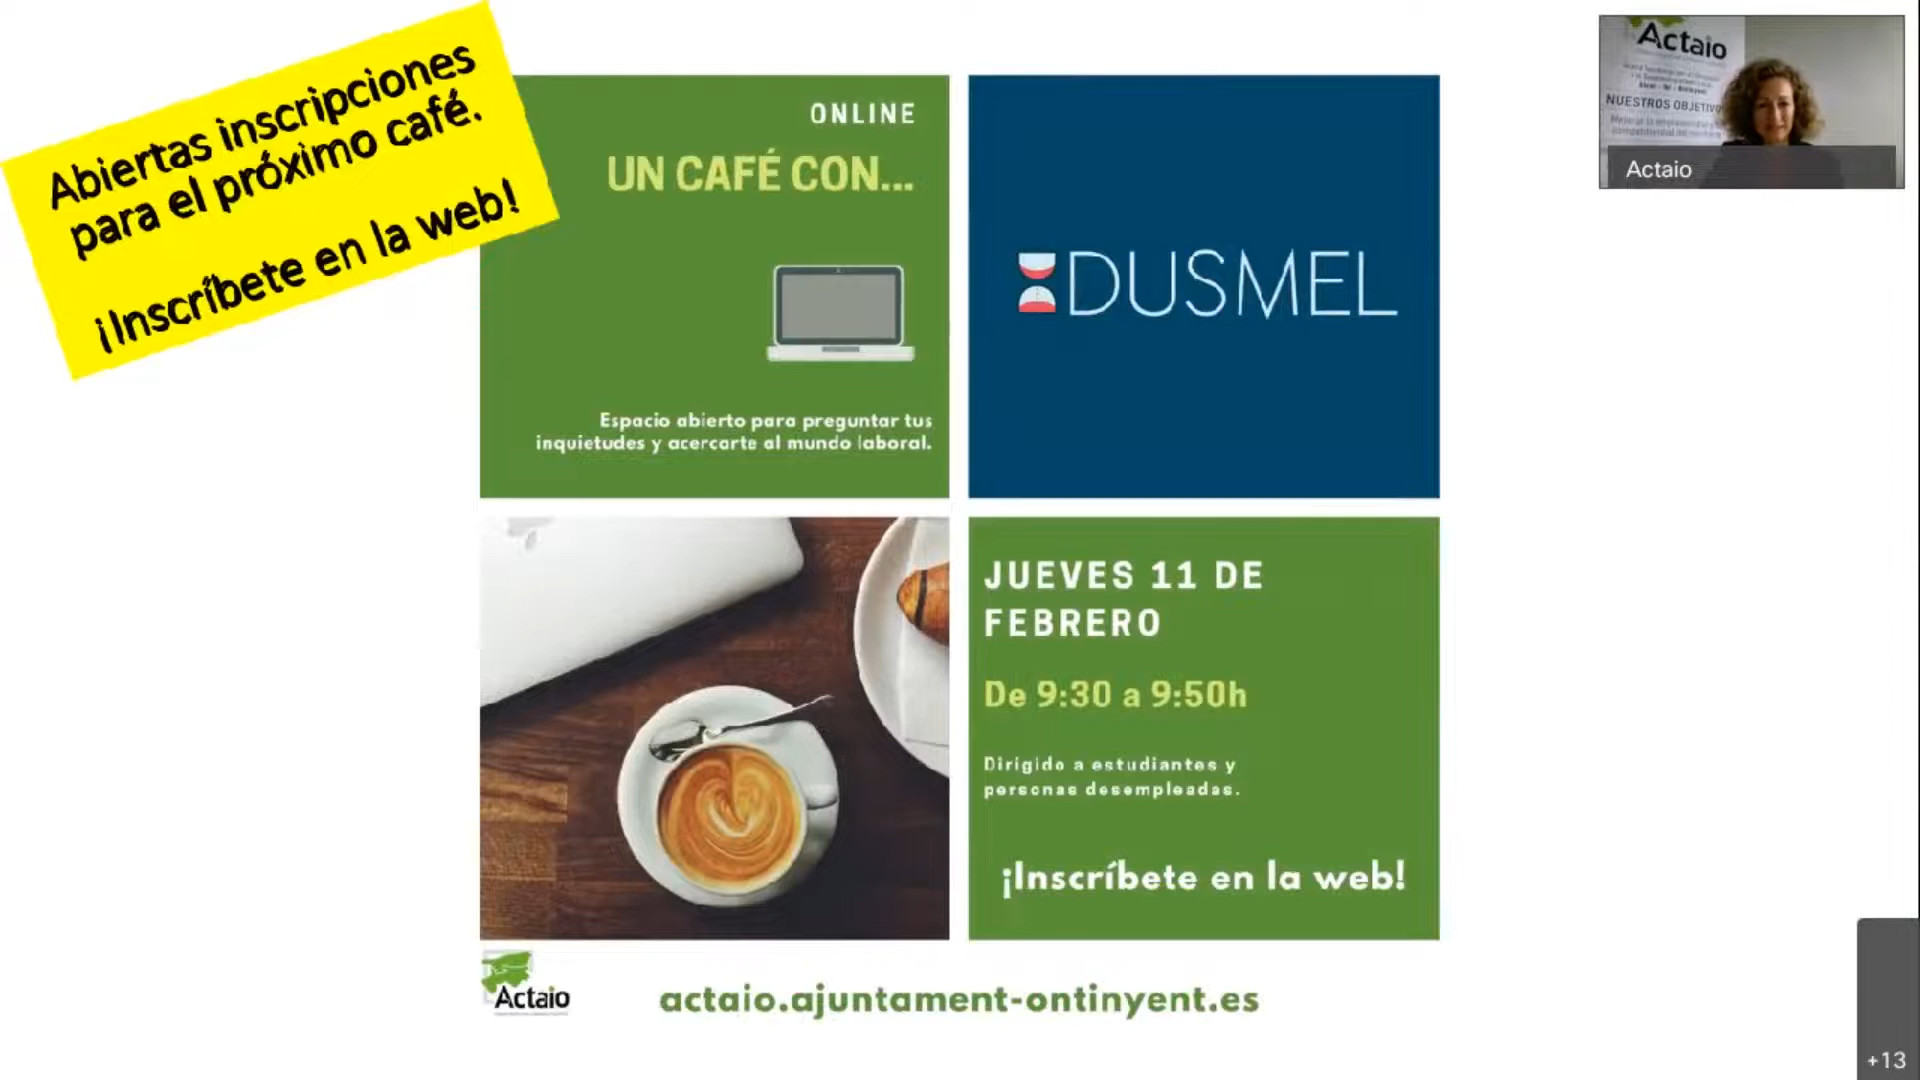 Abiertas inscripciones
para el próximo café.
¡Inscríbete en la web!
ONLINE
UN CAFÉ CON...
Espacio abierto para preguntar tus
inquietudes y acercarte al mundo laboral.
DUSMEL
JUEVES 11 DE
FEBRERO
De 9:30 a 9:50h
Dirigido a estudiantes y
personas desempleadas.
¡Inscríbete en la web!
Actaio
actaio.ajuntament-ontinyent.es
Actaio
NUESTROS OBJETIVO
Actaio
+13